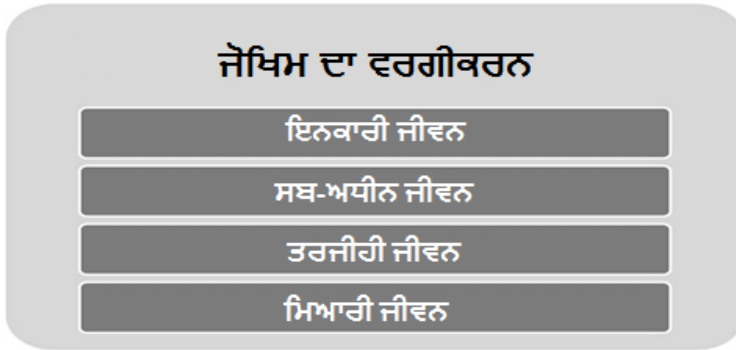 ਜੋਖਿਮ ਦਾ ਵਰਗੀਕਰਨ
ਇਨਕਾਰੀ ਜੀਵਨ
ਸਬ-ਅਧੀਨ ਜੀਵਨ
ਤਰਜੀਹੀ ਜੀਵਨ
ਮਿਆਰੀ ਜੀਵਨ